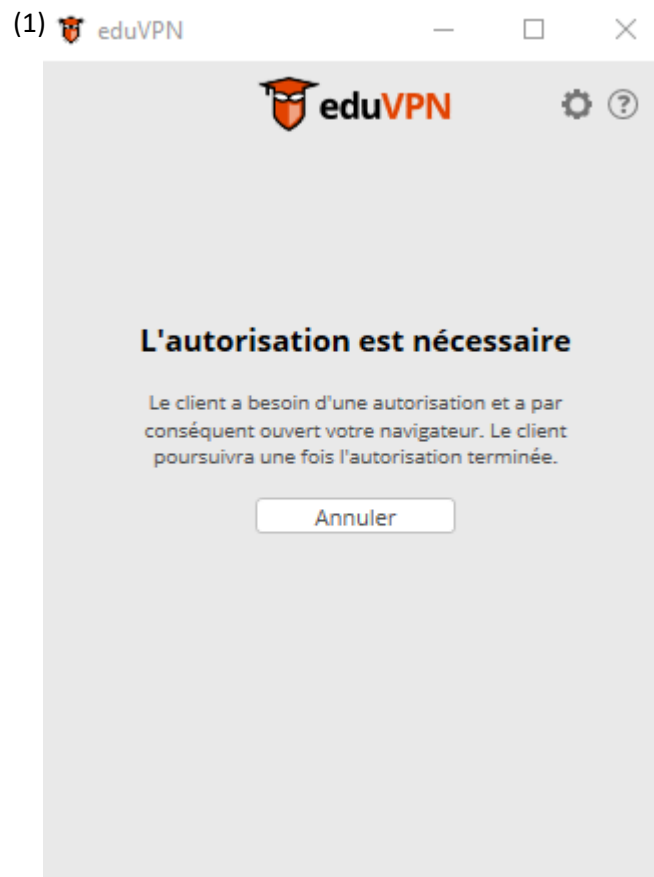 (1) eduVPN
eduVPN
L'autorisation est nécessaire
Le client a besoin d'une autorisation et a par
conséquent ouvert votre navigateur. Le client
poursuivra une fois l'autorisation terminée.
Annuler